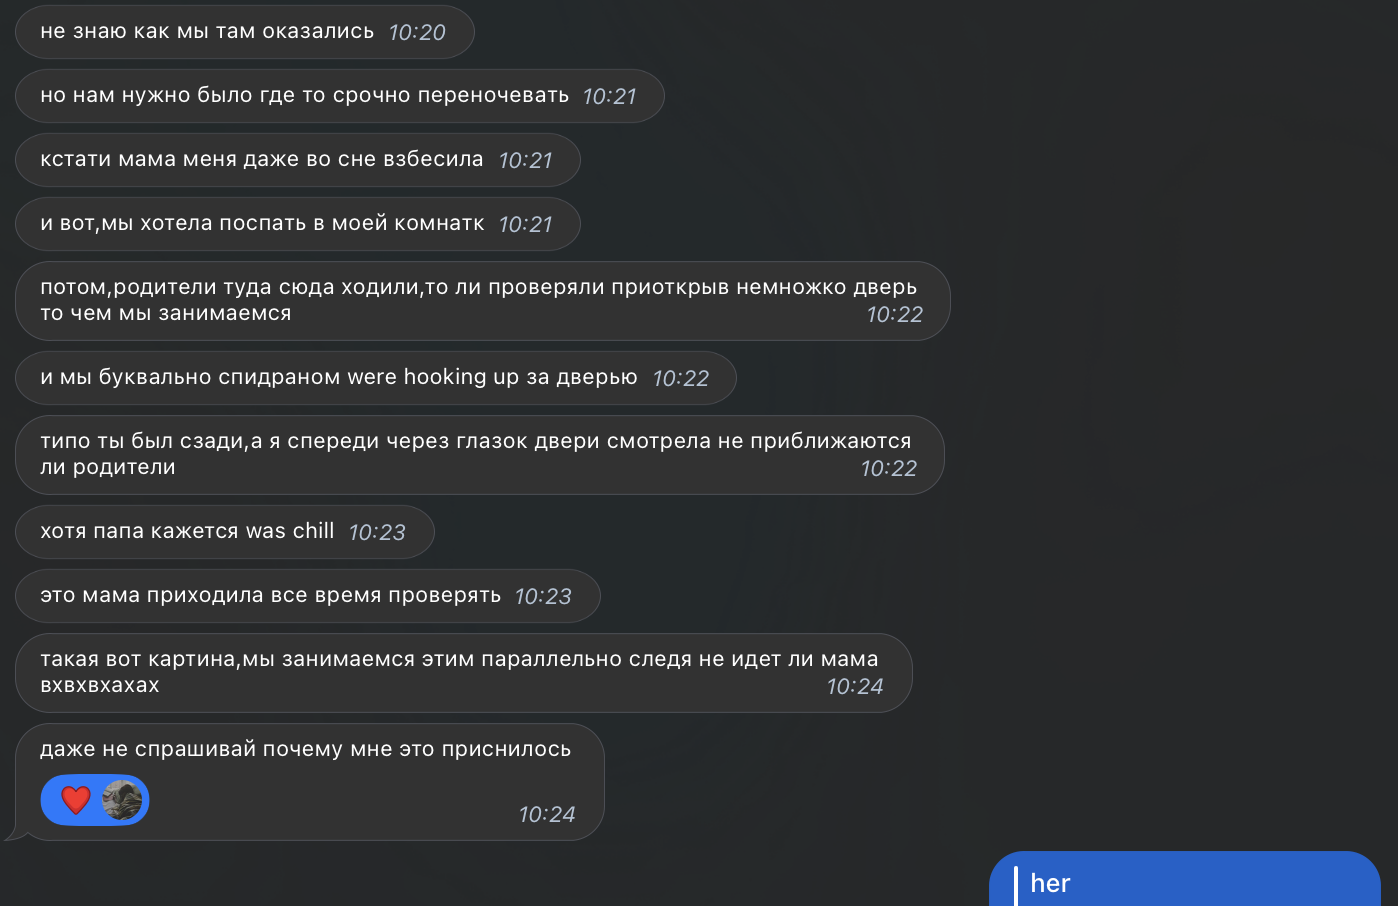 не знаю как мы там оказались 10:20
но нам нужно было где то срочно переночевать 10:21
кстати мама меня даже во сне взбесила 10:21
и вот,мы хотела поспать в моей комнатк 10:21
потом,родители туда сюда ходили,то ли проверяли приоткрыв немножко дверь
то чем мы занимаемся 10:22
и мы буквально спидраном were hooking up за дверью 10:22
типо ты был сзади,а я спереди через глазок двери смотрела не приближаются
ли родители 10:22
хотя папа кажется was chill 10:23
это мама приходила все время проверять 10:23
такая вот картина,мы занимаемся этим параллельно следя не идет ли мама
вхвхвхахах 10:24
даже не спрашивай почему мне это приснилось
❤️ 10:24
her